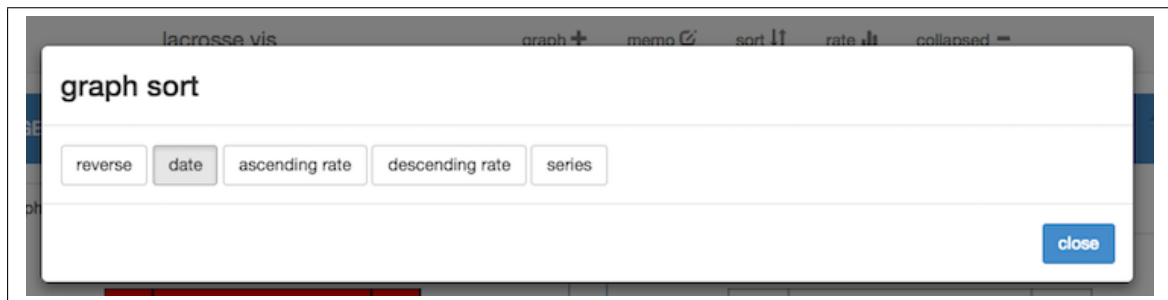 lacrosse vis graph memo sort rate collapsed
graph sort
reverse date ascending rate descending rate series
close